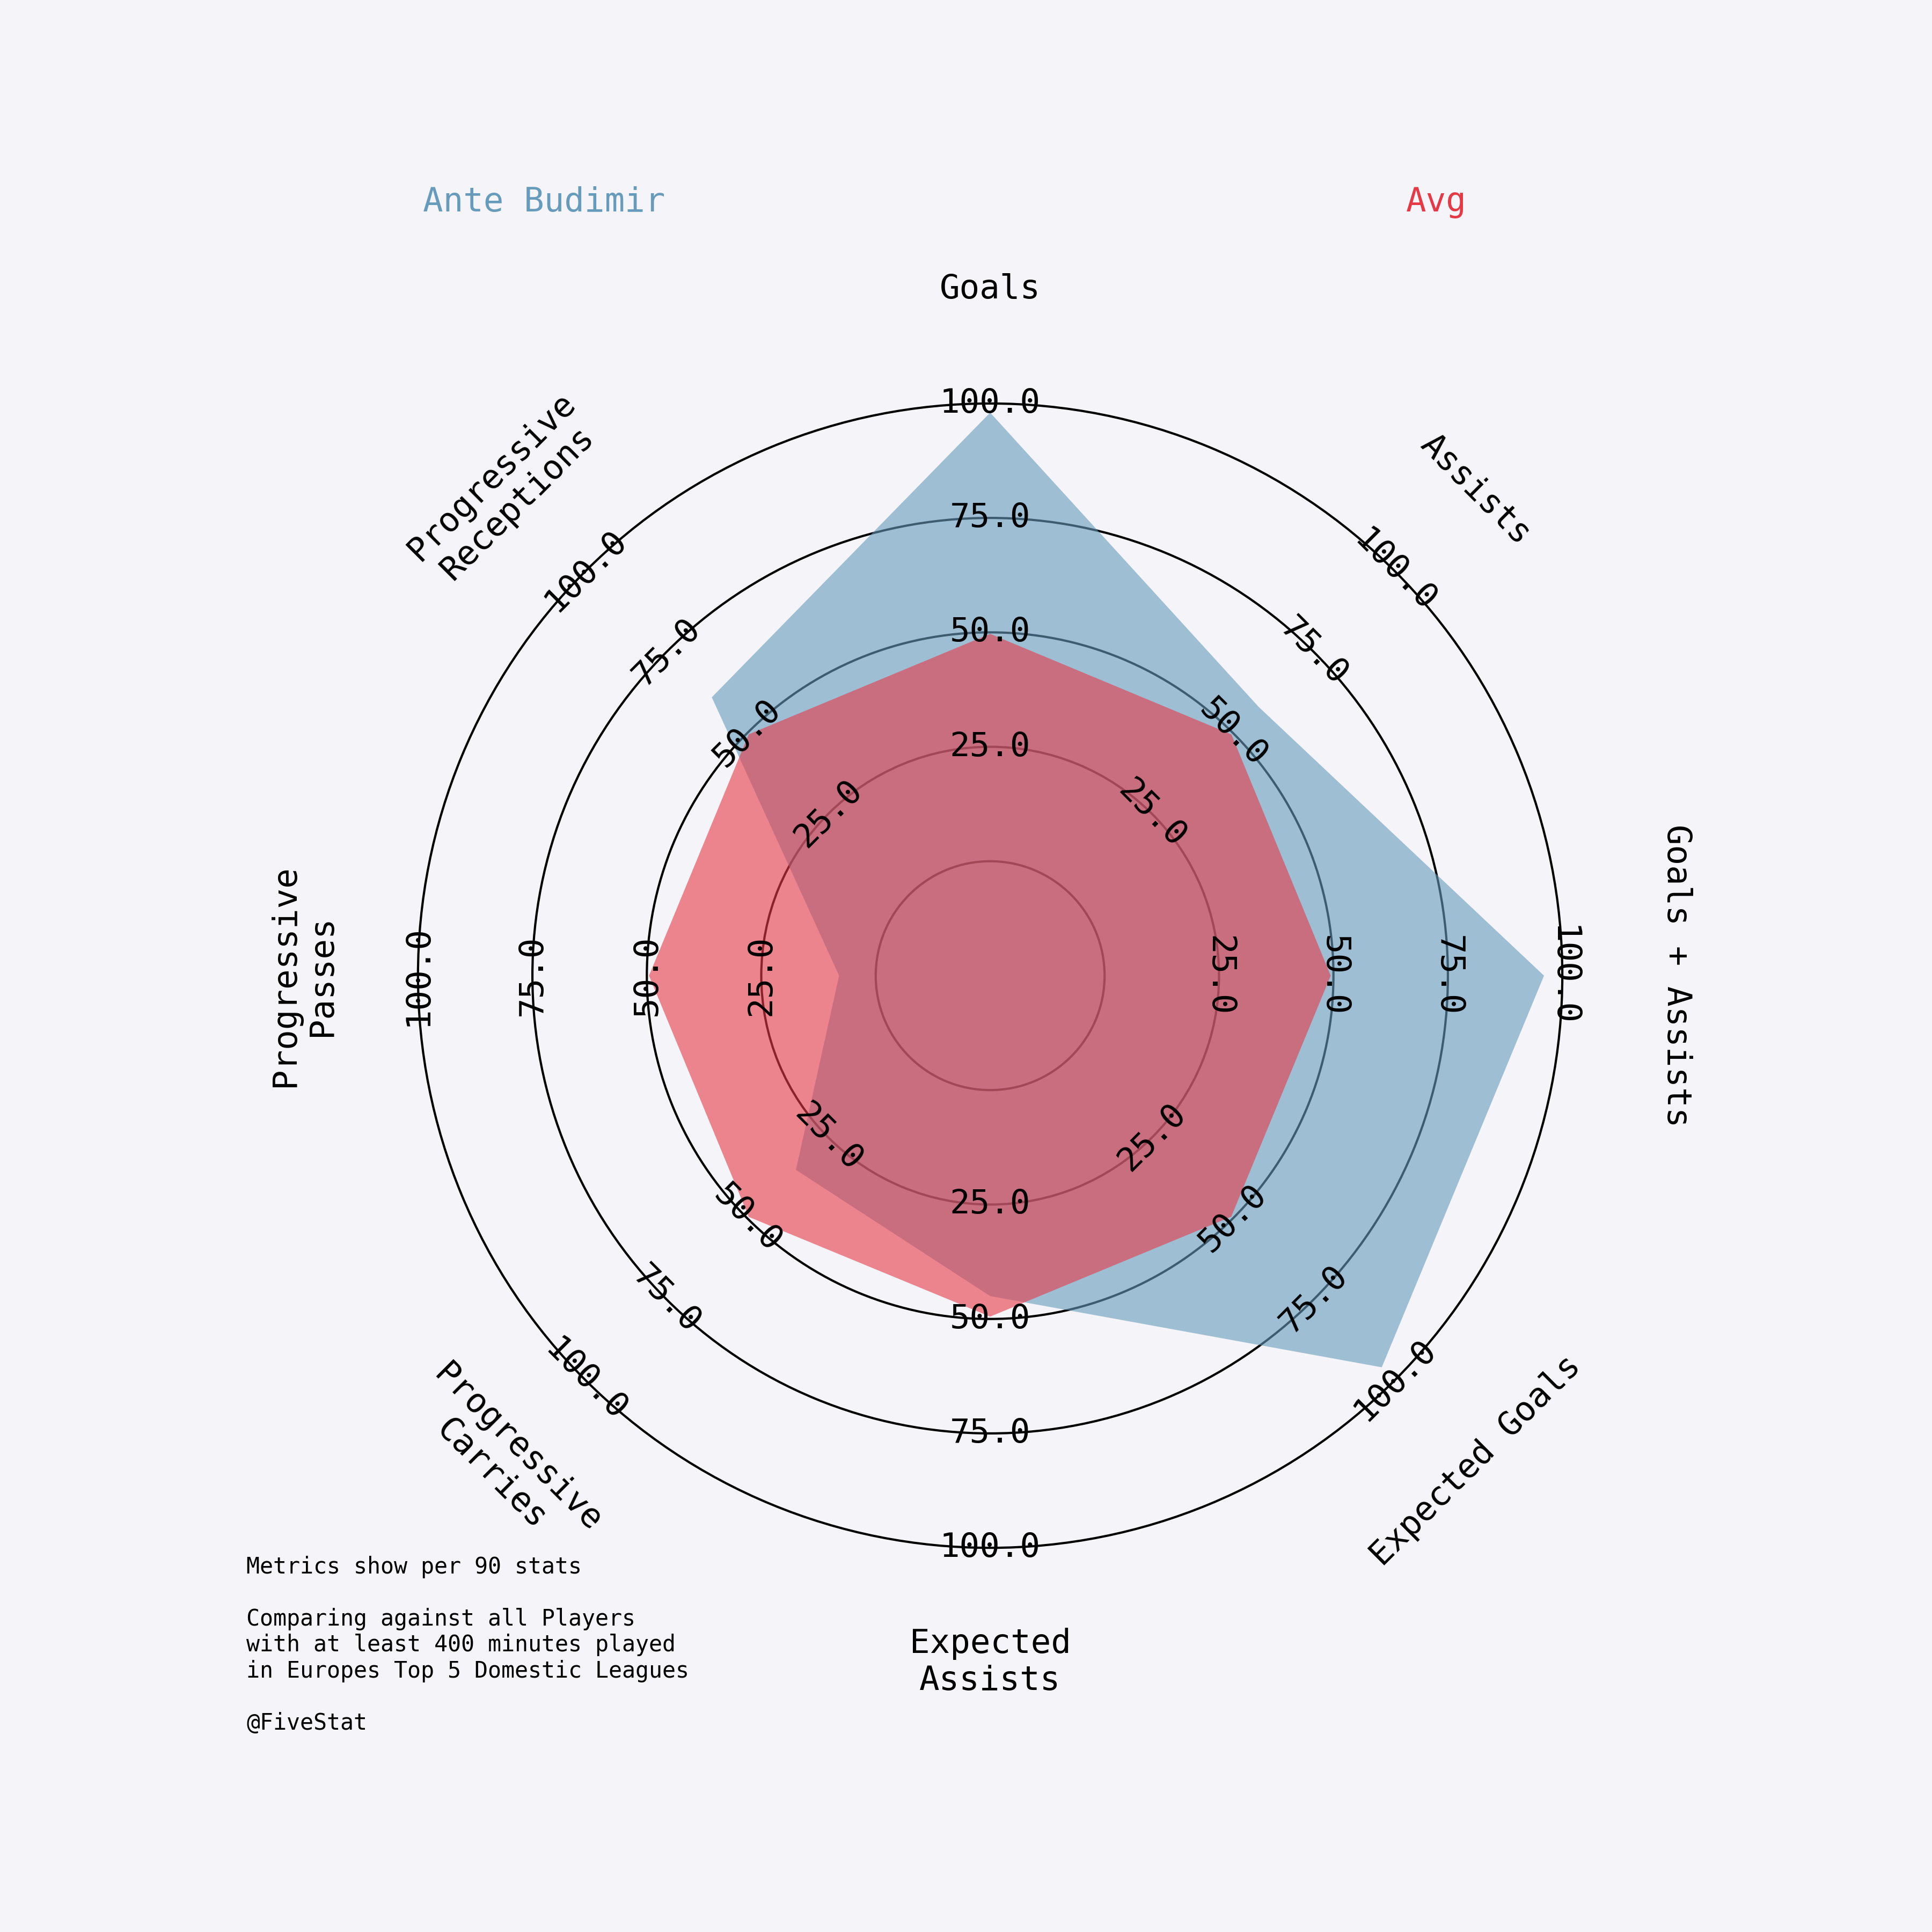 Ante Budimir
Avg
Goals
Assists
Goals + Assists
Expected Goals
Expected
Assists
Progressive
Carries
Progressive
Passes
Progressive
Receptions
25.0
50.0
75.0
100.0
25.0
50.0
75.0
100.0
25.0
50.0
75.0
100.0
25.0
50.0
75.0
100.0
25.0
50.0
75.0
100.0
25.0
50.0
75.0
100.0
25.0
50.0
75.0
100.0
25.0
50.0
75.0
100.0
Metrics show per 90 stats
Comparing against all Players
with at least 400 minutes played
in Europes Top 5 Domestic Leagues
@FiveStat